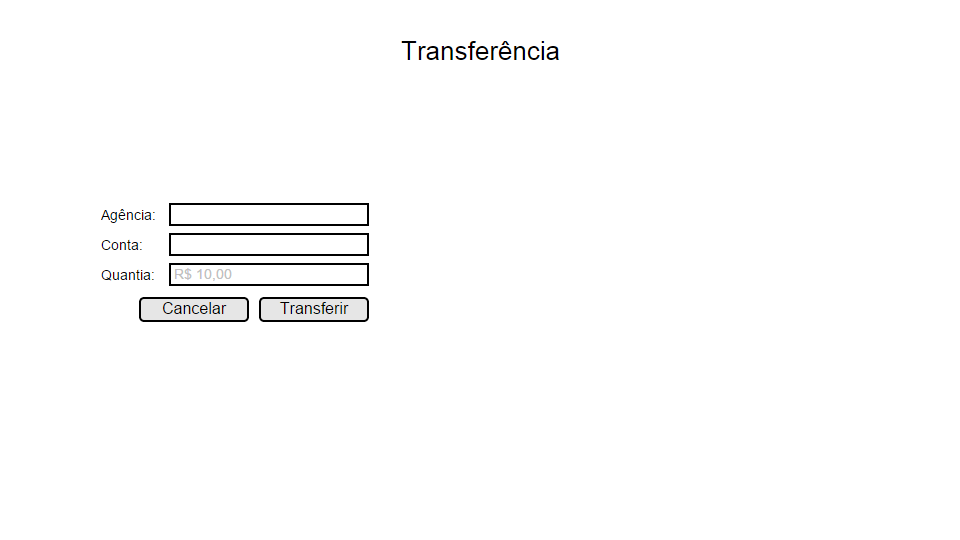 Transferência
Agência:
Conta:
Quantia: R$ 10,00
Cancelar Transferir